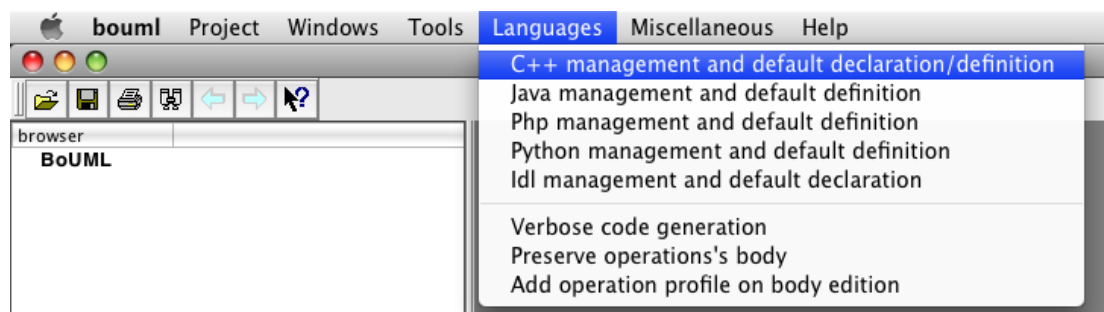 bouml Project Windows Tools Languages Miscellaneous Help
C++ management and default declaration/definition
Java management and default definition
Php management and default definition
Python management and default definition
Idl management and default declaration
Verbose code generation
Preserve operations's body
Add operation profile on body edition
browser
BoUML